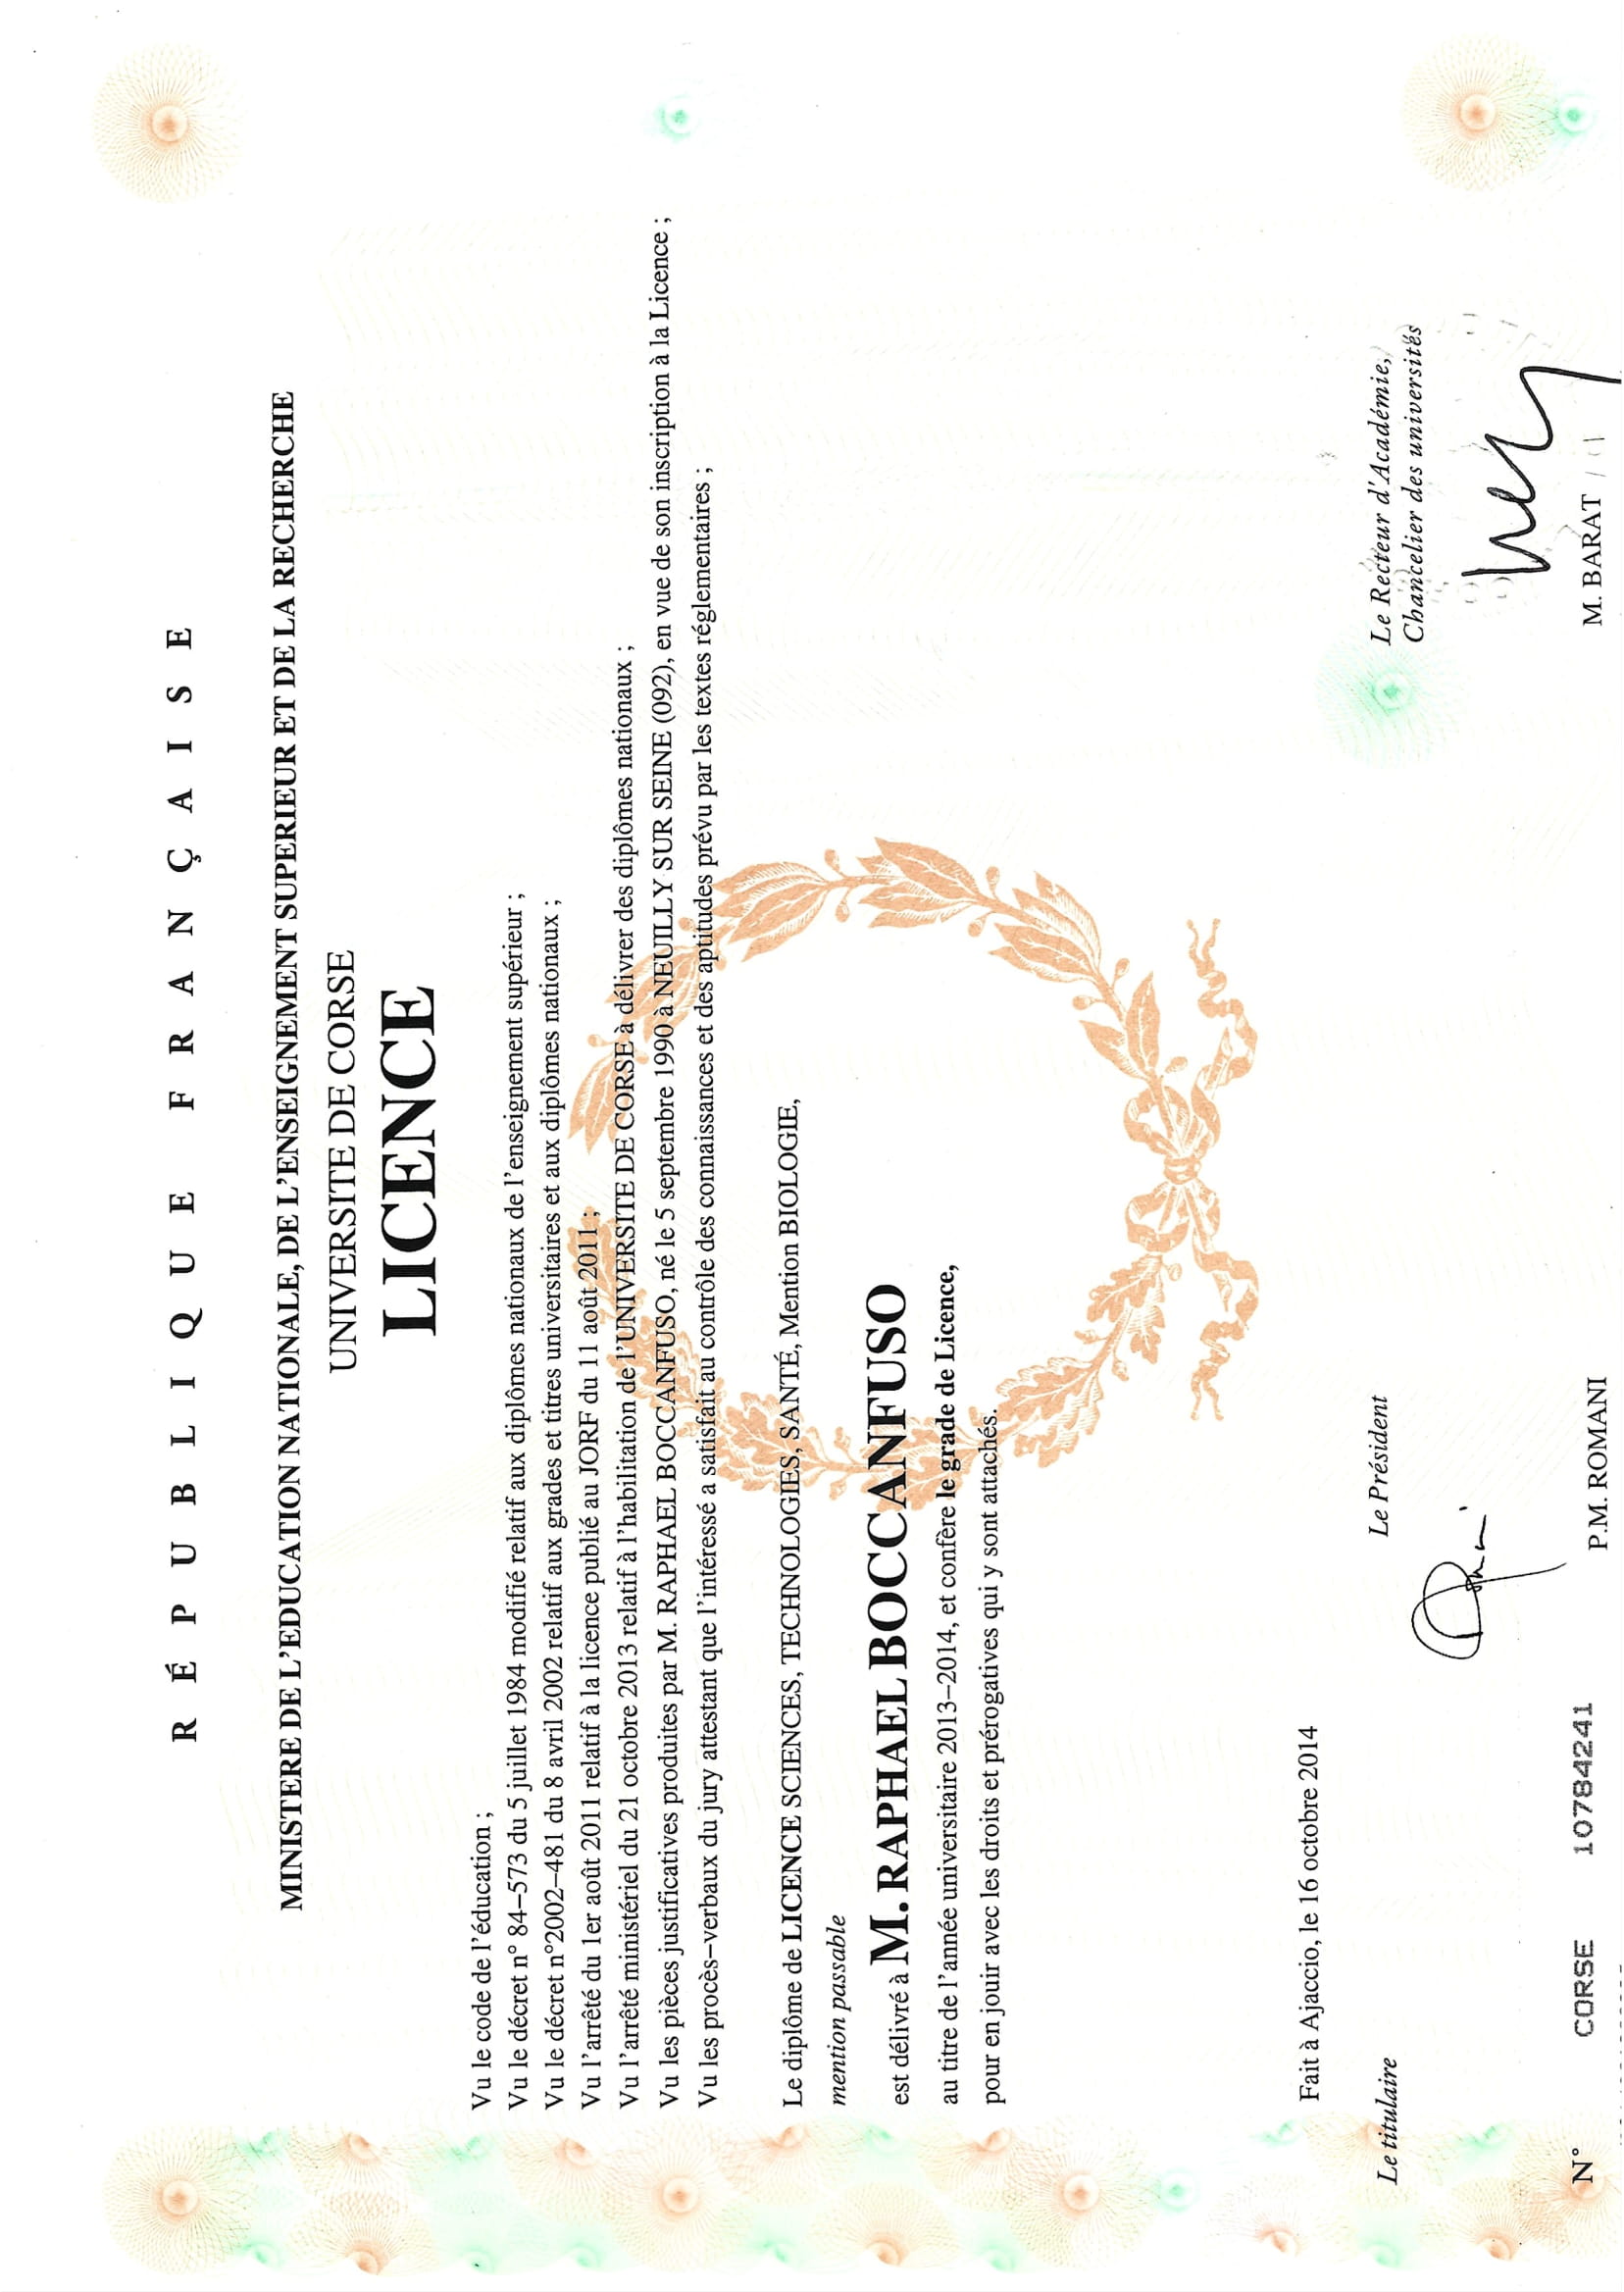 RÉPUBLIQUE FRANÇAISE
MINISTERE DE L’EDUCATION NATIONALE, DE L’ENSEIGNEMENT SUPERIEUR ET DE LA RECHERCHE
UNIVERSITE DE CORSE
LICENCE
Vu le code de l’éducation ;
Vu le décret n° 84–573 du 5 juillet 1984 modifié relatif aux diplômes nationaux de l’enseignement supérieur ;
Vu le décret n°2002–481 du 8 avril 2002 relatif aux grades et titres universitaires et aux diplômes nationaux ;
Vu l’arrêté du 1er août 2011 relatif à la licence publié au JORF du 11 août 2011 ;
Vu l’arrêté ministériel du 21 octobre 2013 relatif à l’habilitation de l’UNIVERSITE DE CORSE à délivrer des diplômes nationaux ;
Vu les pièces justificatives produites par M. RAPHAEL BOCCANFUSO, né le 5 septembre 1990 à NEUILLY SUR SEINE (092), en vue de son inscription à la Licence ;
Vu les procès–verbaux du jury attestant que l’intéressé a satisfait au contrôle des connaissances et des aptitudes prévu par les textes réglementaires ;
Le diplôme de LICENCE SCIENCES, TECHNOLOGIES, SANTÉ, Mention BIOLOGIE,
mention passable
est délivré à M. RAPHAEL BOCCANFUSO
au titre de l’année universitaire 2013–2014, et confère le grade de Licence,
pour en jouir avec les droits et prérogatives qui y sont attachés.
Fait à Ajaccio, le 16 octobre 2014
Le titulaire
Le Président
Le Recteur d'Académie,
Chancelier des universités
N° CORSE 10784241
P.M. ROMANI
M. BARAT